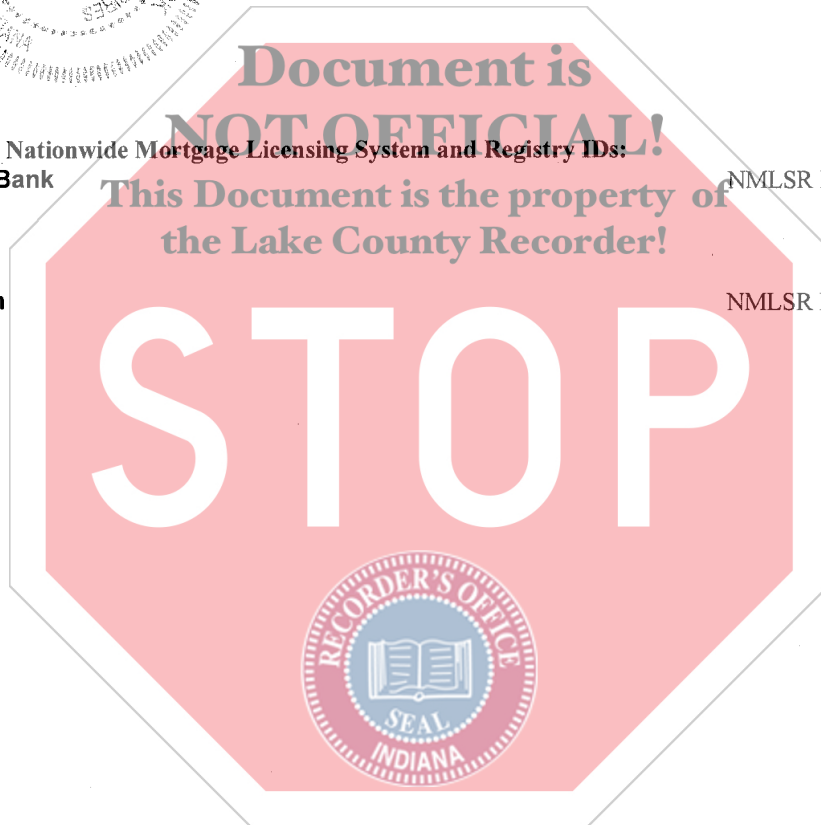 INDIANA
Document is
NOT OFFICIAL!
Nationwide Mortgage Licensing System and Registry IDs:
Bank
NMLSR
This Document is the property of
the Lake County Recorder!
NMLSR
STOP
RECORDER'S OFFICE
SEAL
INDIANA